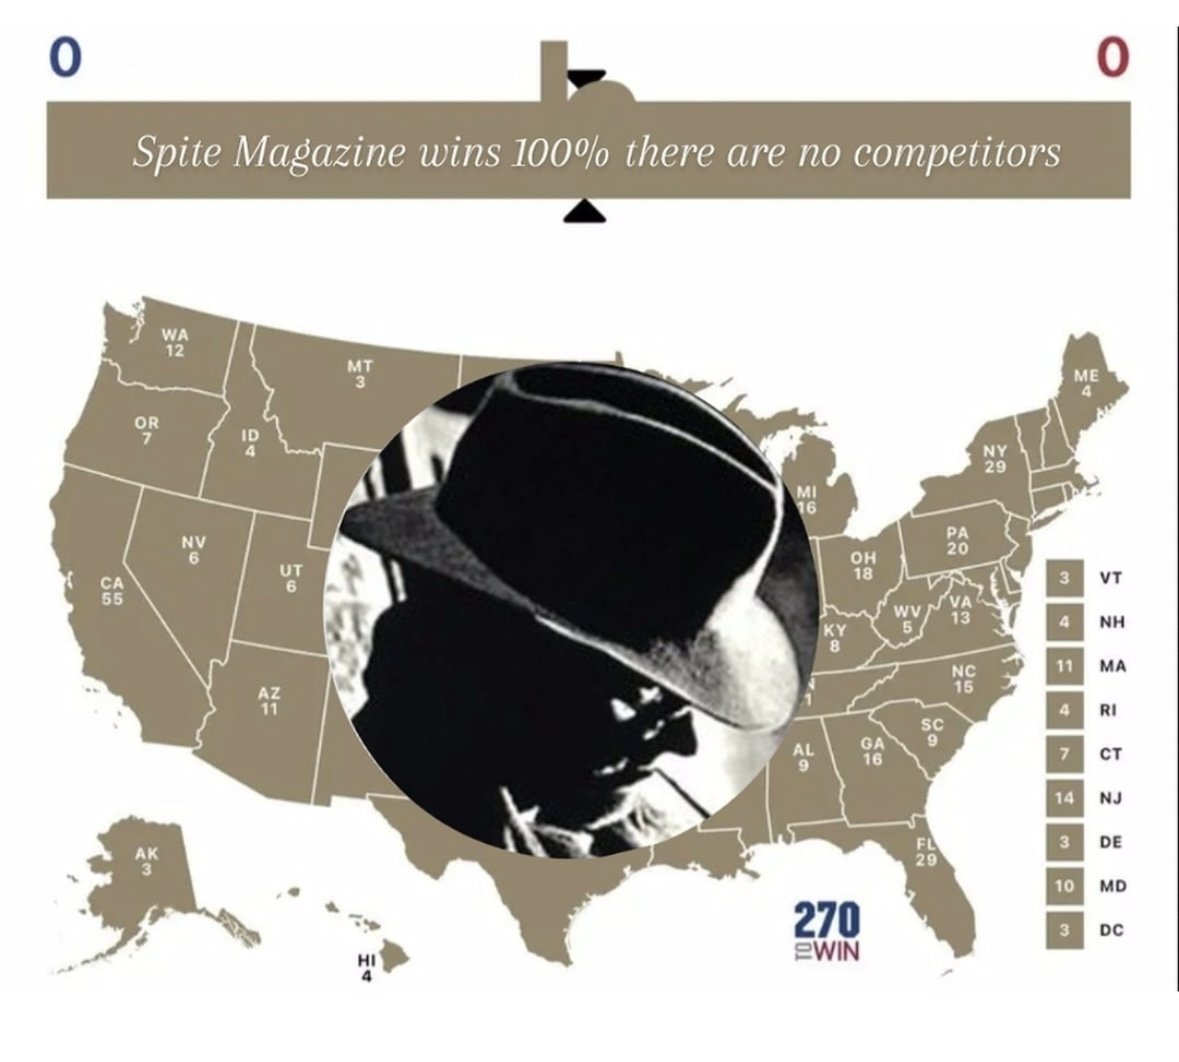 0
0
Spite Magazine wins 100% there are no competitors
WA
12
MT
3
ME
4
OR
7
ID
4
NY
29
MI
16
NV
6
PA
20
OH
18
UT
6
CA
55
3 VT
WV
5
VA
13
4 NH
KY
8
11 MA
NC
15
AZ
11
4 RI
SC
9
AL
9
GA
16
7 CT
14 NJ
FL
29
3 DE
AK
3
10 MD
270
TO WIN
3 DC
HI
4